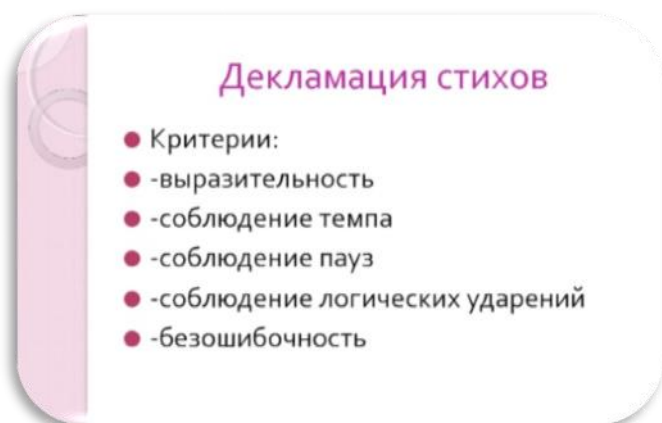 Декламация стихов
Критерии:
-выразительность
-соблюдение темпа
-соблюдение пауз
-соблюдение логических ударений
-безошибочность